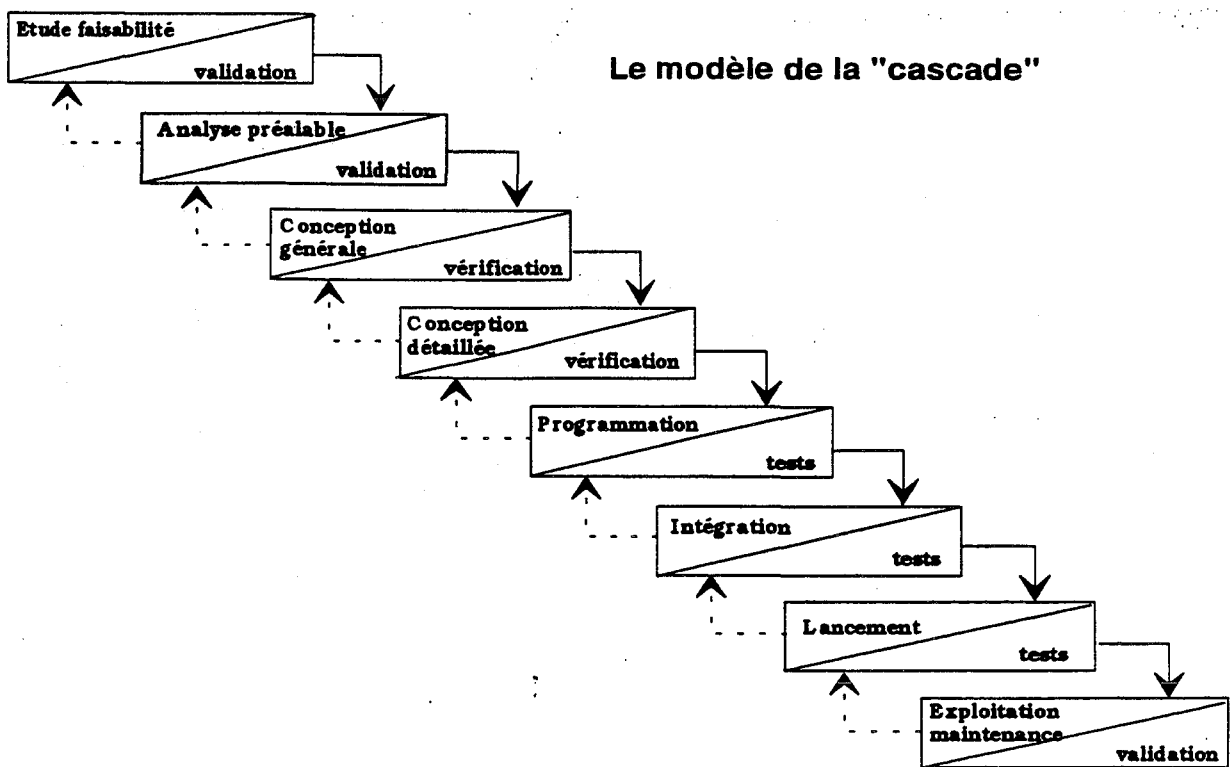 Etude faisabilité
validation
Le modèle de la "cascade"
Analyse préalable
validation
Conception
générale
vérification
Conception
détaillée
vérification
Programmation
tests
Intégration
tests
Lancement
tests
Exploitation
maintenance
validation